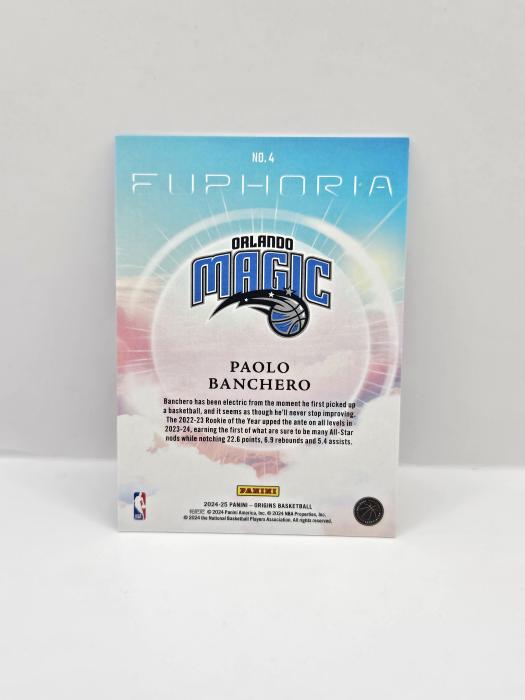 NO. 4
EUPHORIA
ORLANDO
MAGIC
PAOLO
BANCHERO
Banchero has been electric from the moment he first picked up
a basketball, and it seems as though he'll never stop improving.
The 2022-23 Rookie of the Year upped the ante on all levels in
2023-24, earning the first of what are sure to be many All-Star
nods while notching 22.6 points, 6.9 rebounds and 5.4 assists.
PANINI
2024-25 PANINI – ORIGINS BASKETBALL
© 2024 Panini America, Inc. © 2024 NBA Properties, Inc.
© 2024 the National Basketball Players Association. All rights reserved.